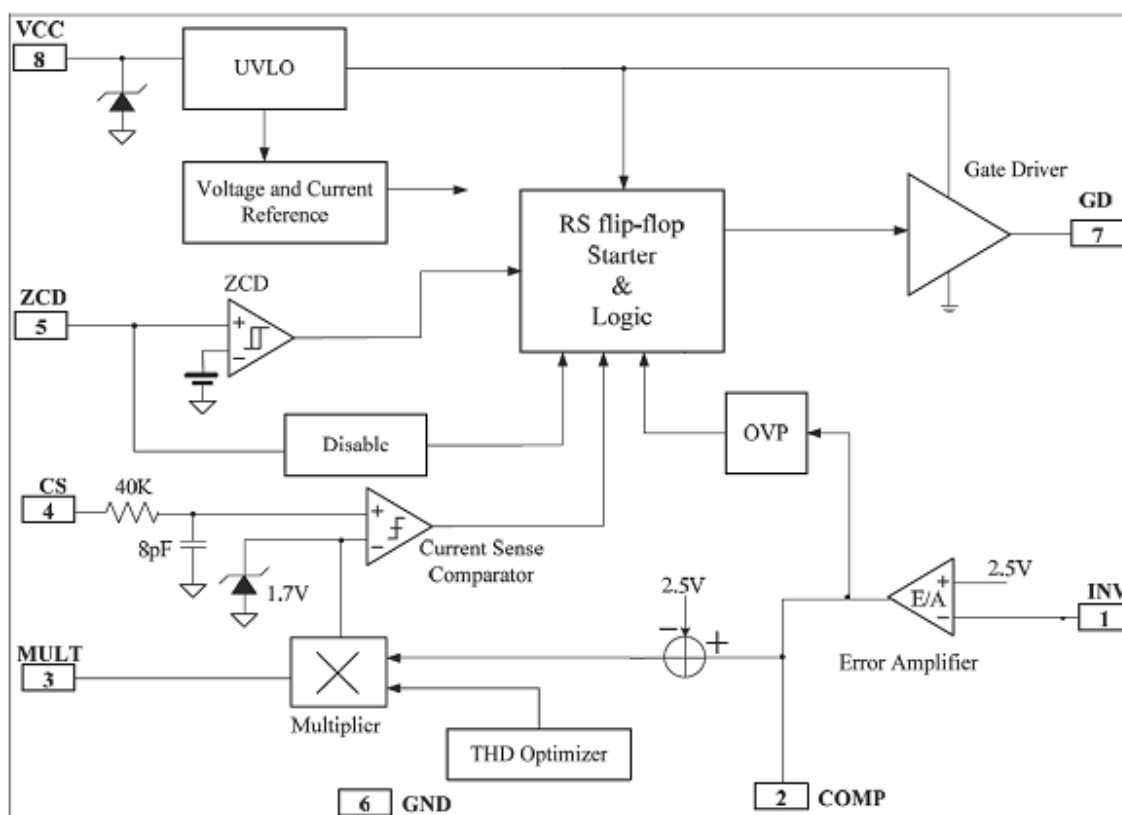 VCC
8
UVLO
Voltage and Current
Reference
Gate Driver
GD
7
RS flip-flop
Starter
&
Logic
ZCD
5
ZCD
+
−
Disable
OVP
CS
4
40K
8pF
+
−
1.7V
Current Sense
Comparator
2.5V
−
+
E/A
+
−
2.5V
INV
1
Error Amplifier
MULT
3
Multiplier
THD Optimizer
6
GND
2
COMP